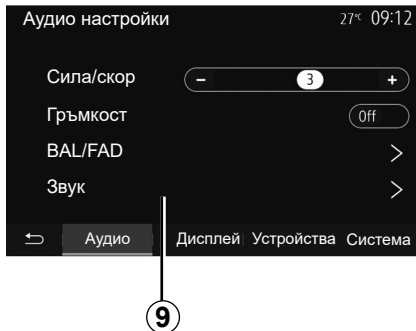 Аудио настройки 27°C 09:12
Сила/скор − 3 +
Гръмкост Off
BAL/FAD >
Звук >
Аудио Дисплей Устройства Система
9